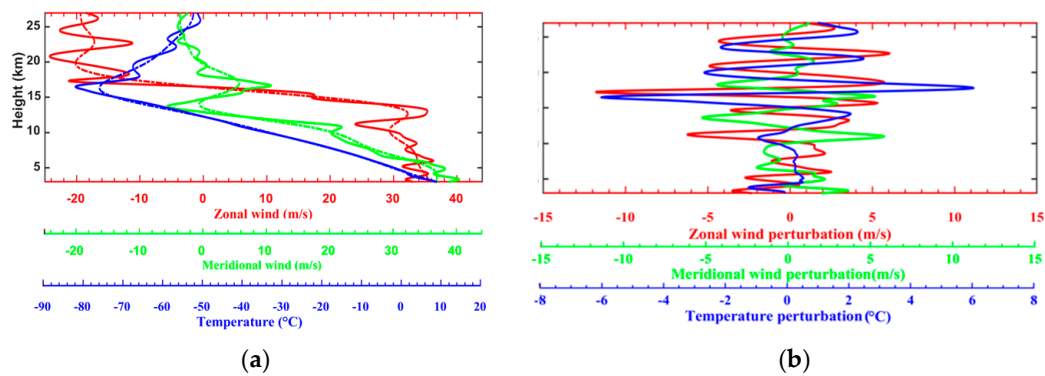 25
20
15
10
5
Height (km)
-20 -10 0 10 20 30 40
Zonal wind (m/s)
-20 -10 0 10 20 30 40
Meridional wind (m/s)
-90 -80 -70 -60 -50 -40 -30 -20 -10 0 10 20
Temperature (°C)
(a)
-15 -10 -5 0 5 10 15
Zonal wind perturbation (m/s)
-15 -10 -5 0 5 10 15
Meridional wind perturbation(m/s)
-8 -6 -4 -2 0 2 4 6 8
Temperature perturbation (°C)
(b)